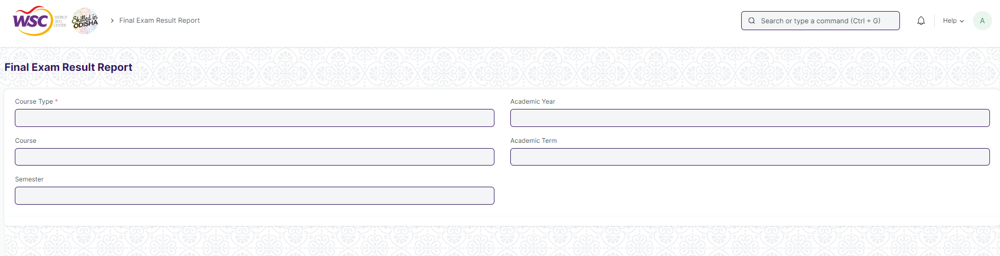 WSC WORLD SKILL CENTER
Skilled in ODISHA
Final Exam Result Report
Search or type a command (Ctrl + G)
Help
A
Final Exam Result Report
Course Type *
Academic Year
Course
Academic Term
Semester